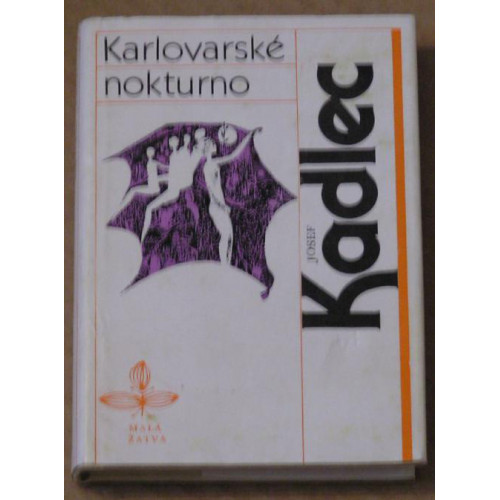 Karlovarské
nokturno
JOSEF
Kadlec
MALÁ
ŽATVA